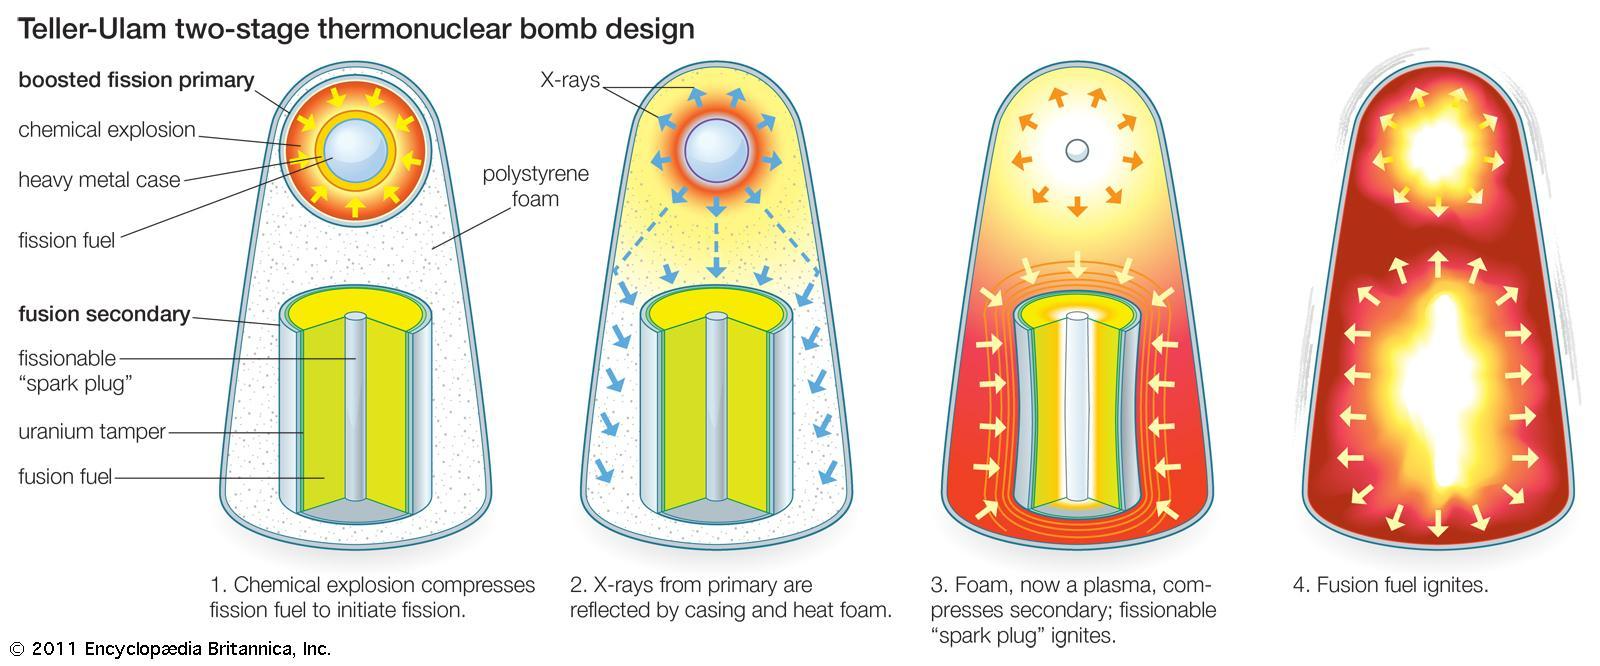 Teller-Ulam two-stage thermonuclear bomb design
boosted fission primary
chemical explosion
heavy metal case
fission fuel
fusion secondary
fissionable
“spark plug”
uranium tamper
fusion fuel
polystyrene
foam
X-rays
1. Chemical explosion compresses
fission fuel to initiate fission.
2. X-rays from primary are
reflected by casing and heat foam.
3. Foam, now a plasma, com-
presses secondary; fissionable
“spark plug” ignites.
4. Fusion fuel ignites.
© 2011 Encyclopædia Britannica, Inc.